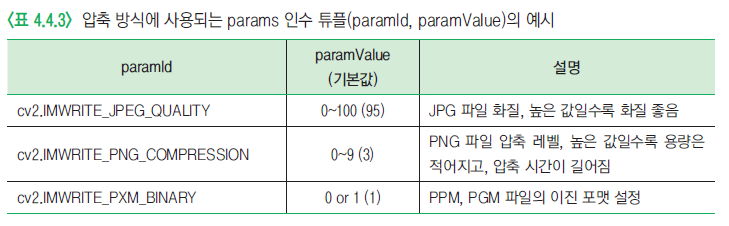 <표 4.4.3> 압축 방식에 사용되는 params 인수 튜플(paramId, paramValue)의 예시
paramId
paramValue
(기본값)
설명
cv2.IMWRITE_JPEG_QUALITY
0~100 (95)
JPG 파일 화질, 높은 값일수록 화질 좋음
cv2.IMWRITE_PNG_COMPRESSION
0~9 (3)
PNG 파일 압축 레벨, 높은 값일수록 용량은
적어지고, 압축 시간이 길어짐
cv2.IMWRITE_PXM_BINARY
0 or 1 (1)
PPM, PGM 파일의 이진 포맷 설정